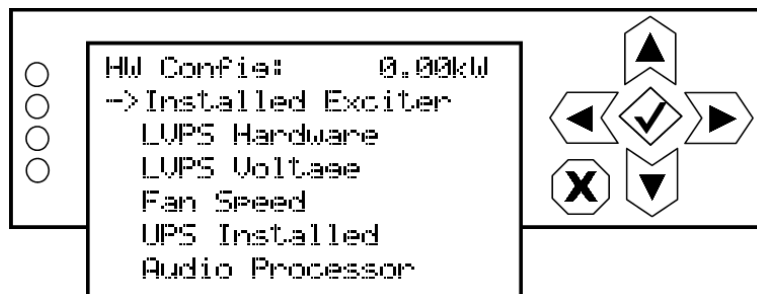 HW Config: 0.00kW
->Installed Exciter
LVPS Hardware
LVPS Voltage
Fan Speed
UPS Installed
Audio Processor
X